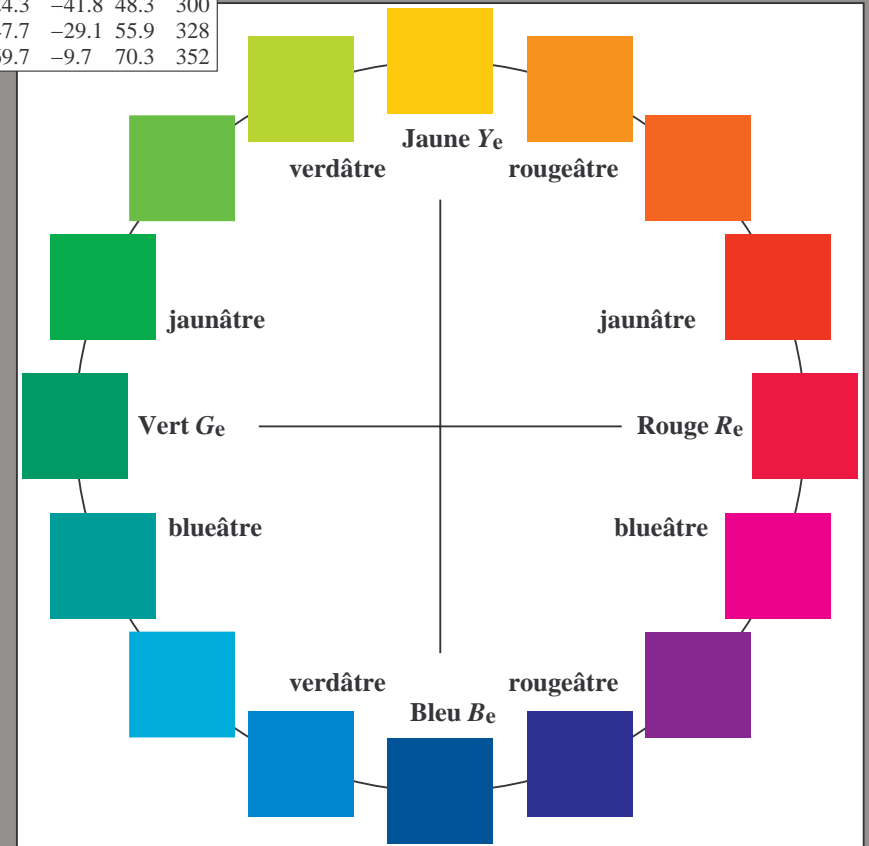 −41.8 48.3 300
−29.1 55.9 328
−9.7 70.3 352
Jaune Ye
verdâtre rougeâtre
jaunâtre jaunâtre
Vert Ge Rouge Re
blueâtre blueâtre
verdâtre rougeâtre
Bleu Be